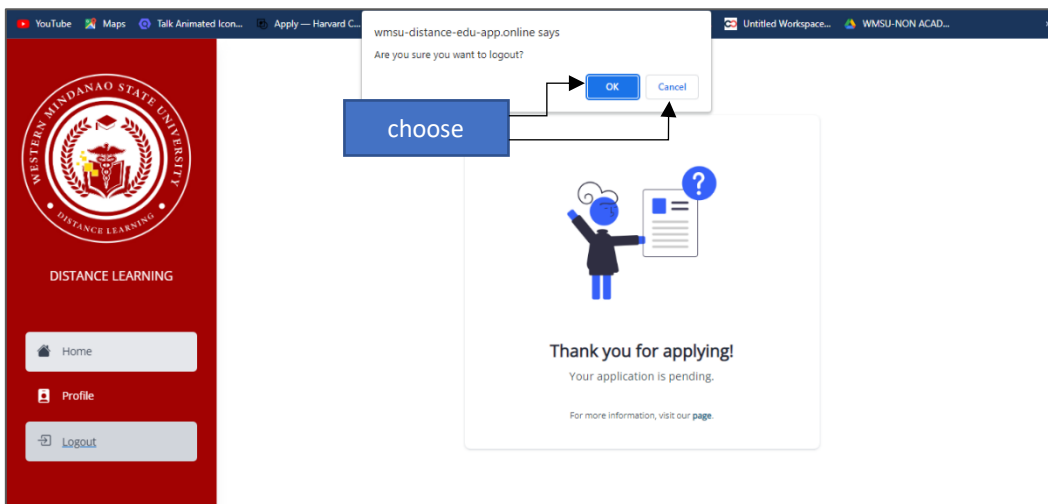 YouTube
Maps
Talk Animated Icon...
Apply — Harvard C...
Untitled Workspace...
WMSU-NON ACAD...
wmsu-distance-edu-app.online says
Are you sure you want to logout?
OK
Cancel
choose
WESTERN MINDANAO STATE UNIVERSITY
DISTANCE LEARNING
DISTANCE LEARNING
Home
Profile
Logout
?
Thank you for applying!
Your application is pending.
For more information, visit our page.